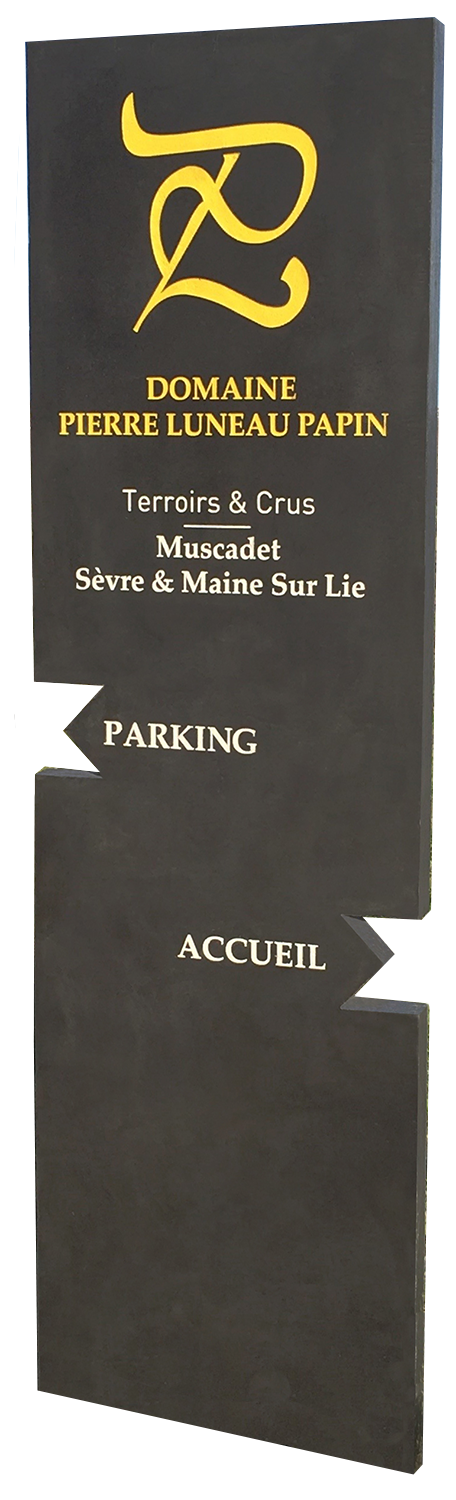 DOMAINE
PIERRE LUNEAU PAPIN
Terroirs & Crus
Muscadet
Sèvre & Maine Sur Lie
PARKING
ACCUEIL